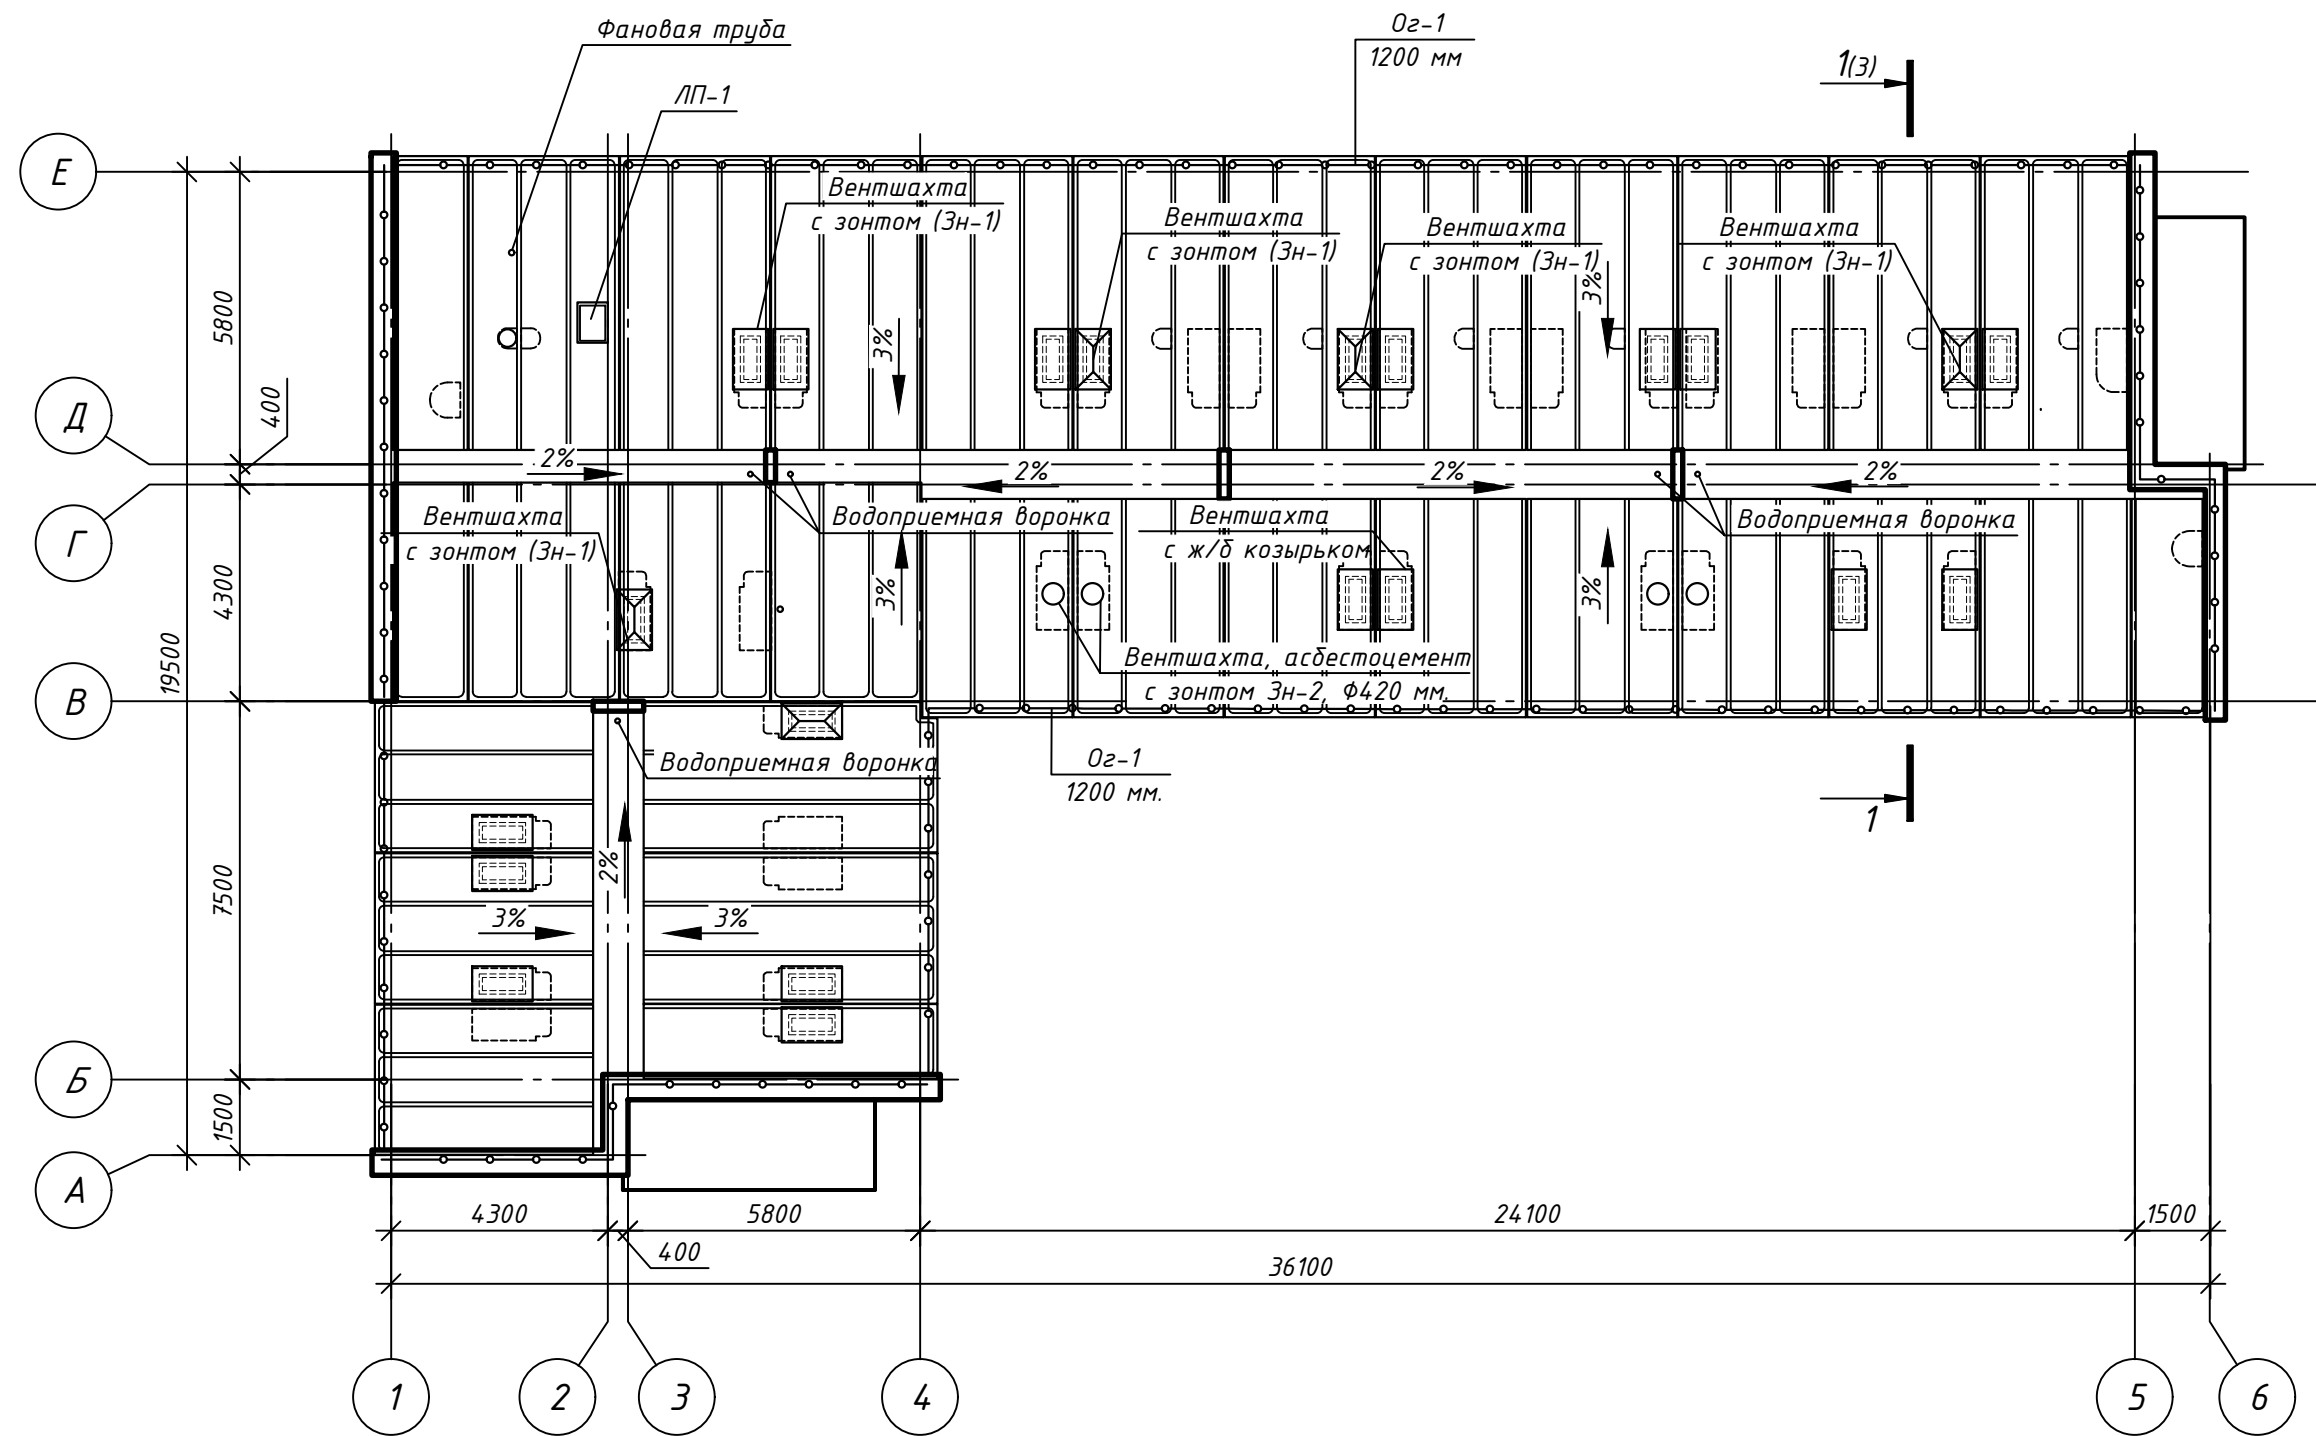 Фановая труба
Ог-1
1200 мм
1(3)
ЛП-1
Е
Вентшахта
с зонтом (Зн-1)
Вентшахта
с зонтом (Зн-1)
Вентшахта
с зонтом (Зн-1)
Вентшахта
с зонтом (Зн-1)
5800
3%
3%
Д
400
2%
2%
2%
2%
Г
Вентшахта
с зонтом (Зн-1)
Водоприемная воронка
Вентшахта
с ж/б козырьком
Водоприемная воронка
4300
3%
3%
19500
В
Вентшахта, асбестоцемент
с зонтом Зн-2, Ф420 мм.
Водоприемная воронка
Ог-1
1200 мм.
1
7500
2%
3%
3%
Б
1500
А
4300
5800
24100
1500
400
36100
1
2
3
4
5
6